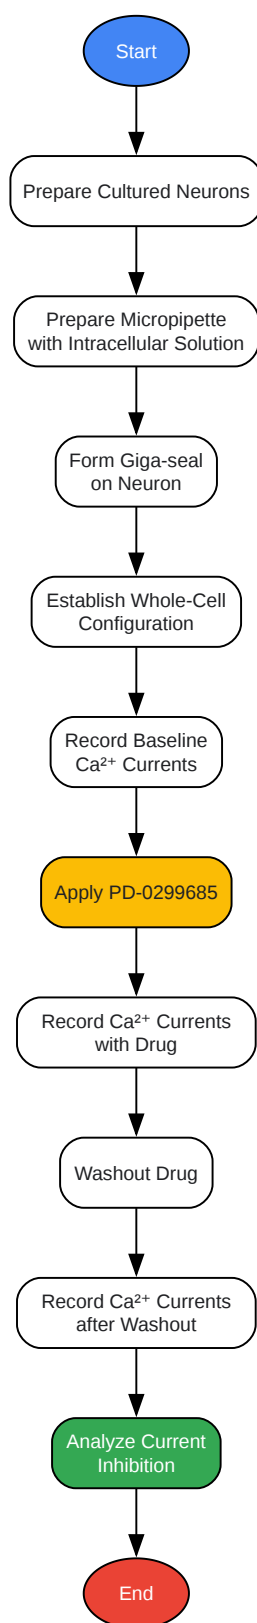 Start
Prepare Cultured Neurons
Prepare Micropipette
with Intracellular Solution
Form Giga-seal
on Neuron
Establish Whole-Cell
Configuration
Record Baseline
Ca²⁺ Currents
Apply PD-0299685
Record Ca²⁺ Currents
with Drug
Washout Drug
Record Ca²⁺ Currents
after Washout
Analyze Current
Inhibition
End